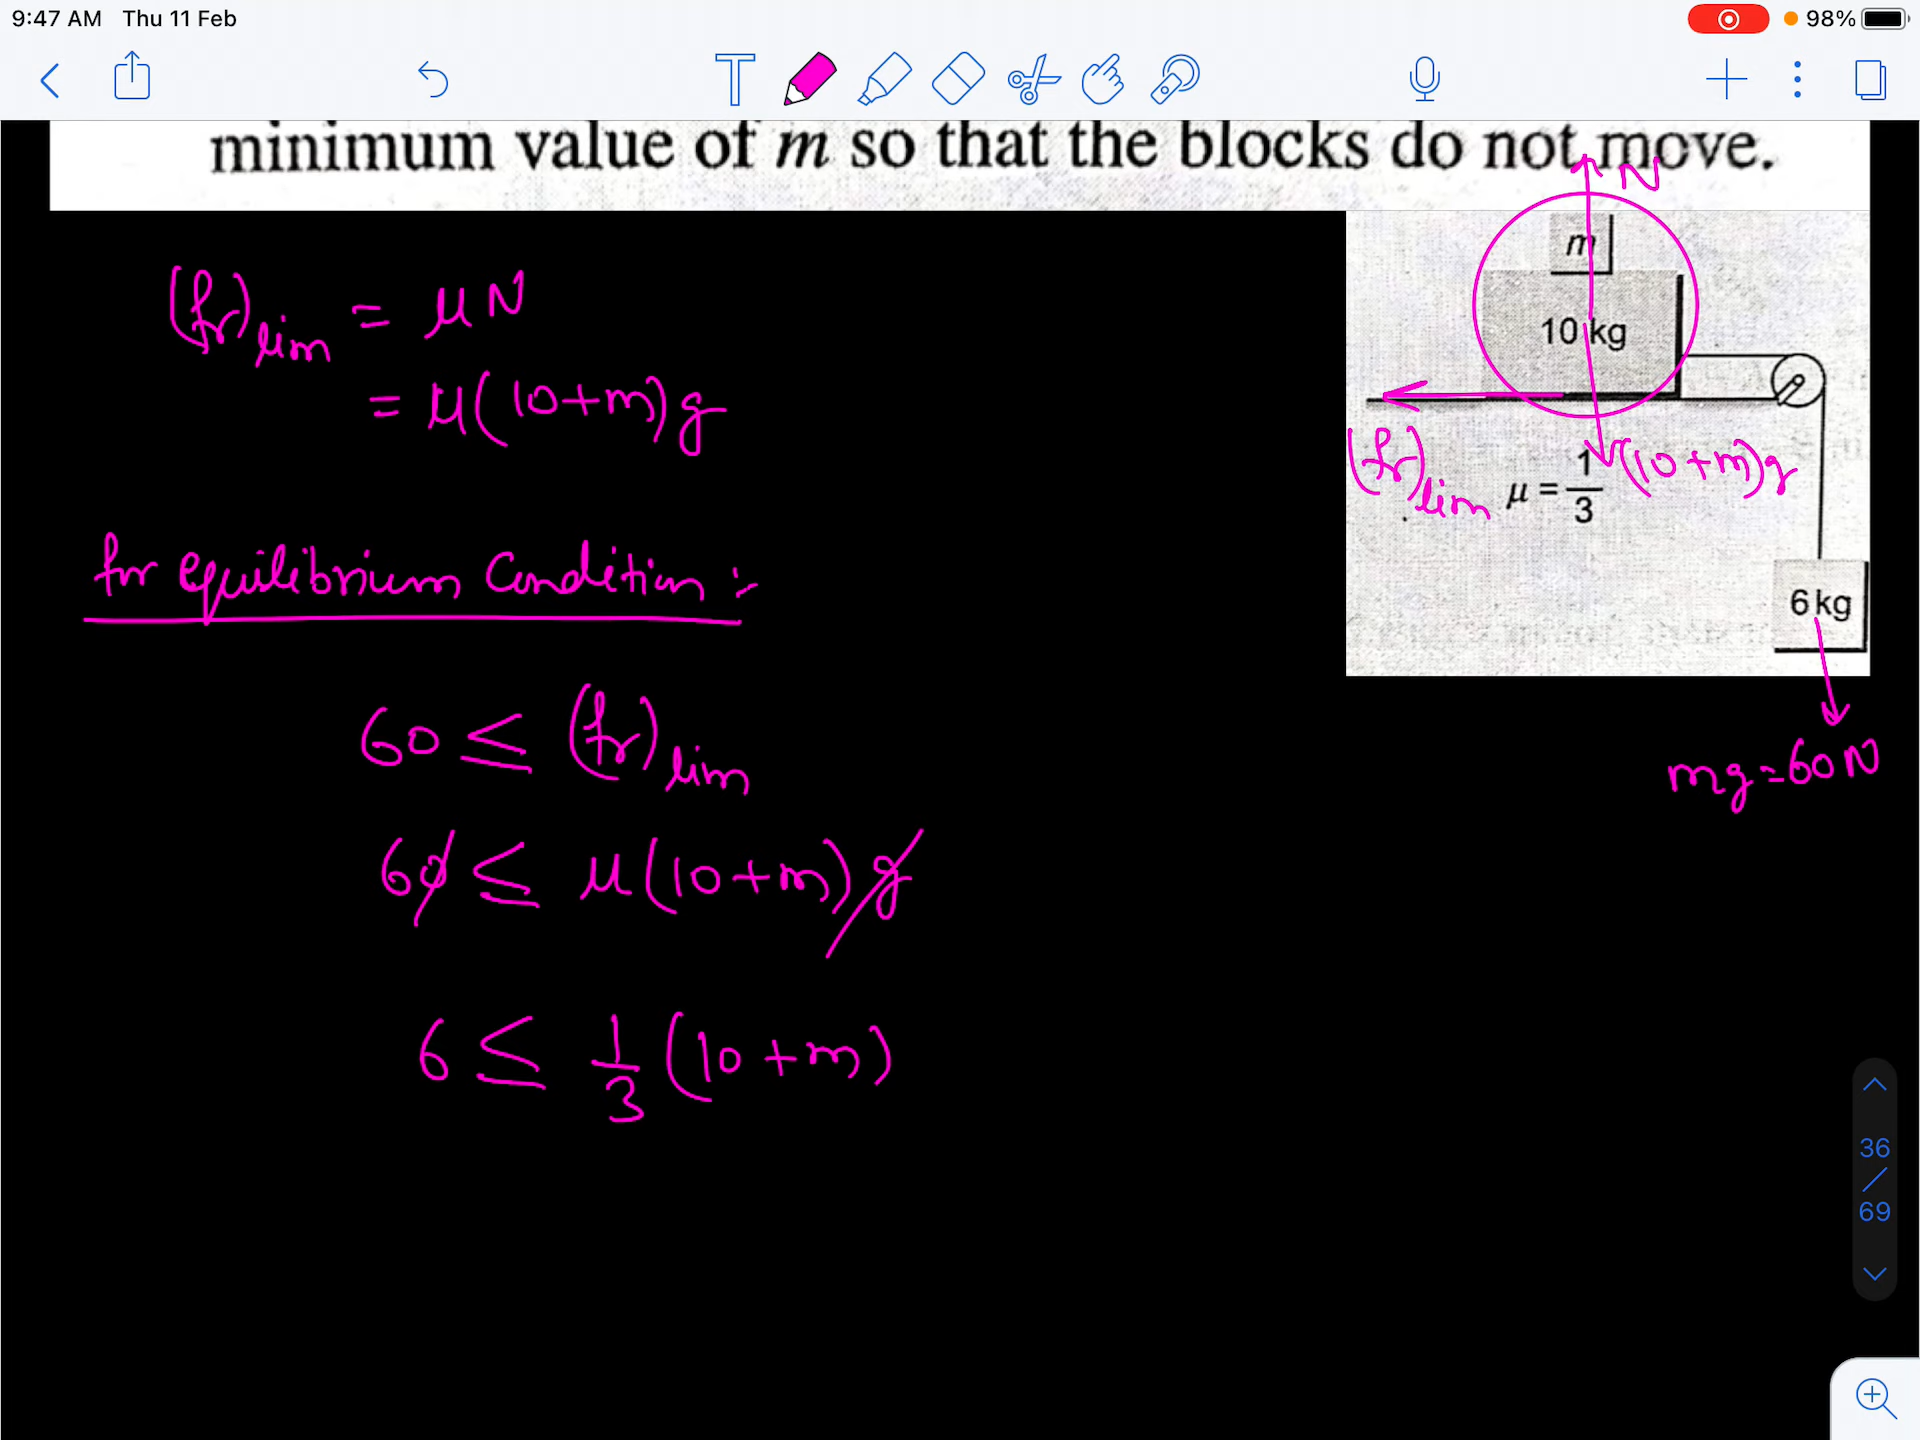 9:47 AM Thu 11 Feb
98%
minimum value of m so that the blocks do not move.
N
m
10 kg
(fr)lim = μN
= μ(10+m)g
(fr)lim
μ = 1/3
(10+m)g
6 kg
mg=60N
for equilibrium Condition :-
60 ≤ (fr)lim
60 ≤ μ(10+m)g
6 ≤ 1/3 (10+m)
36
/
69